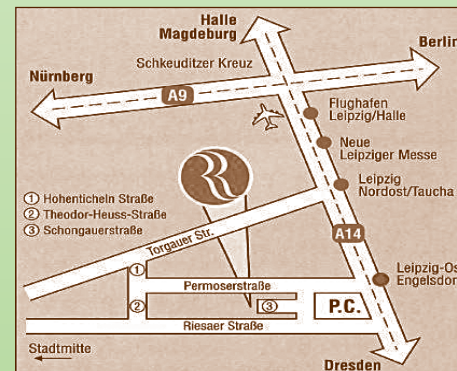 Halle
Magdeburg
Berlin
Schkeuditzer Kreuz
Nürnberg
A9
Flughafen
Leipzig/Halle
Neue
Leipziger Messe
Leipzig
Nordost/Taucha
1 Hohenticheln Straße
2 Theodor-Heuss-Straße
3 Schongauerstraße
Torgauer Str.
A14
1
Leipzig-Os
Engelsdor
Permoserstraße
2
3
P.C.
Riesaer Straße
Stadtmitte
Dresden